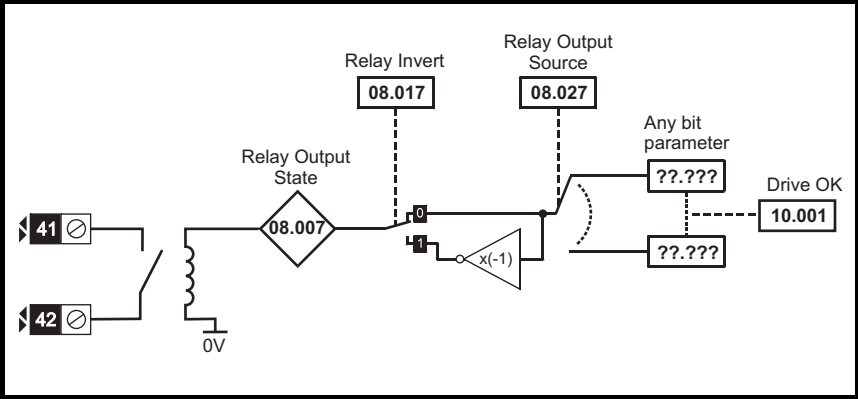 Relay Output
Source
Relay Invert
08.017
08.027
Any bit
parameter
??.???
Relay Output
State
Drive OK
10.001
08.007
41
0
1
x(-1)
??.???
42
0V